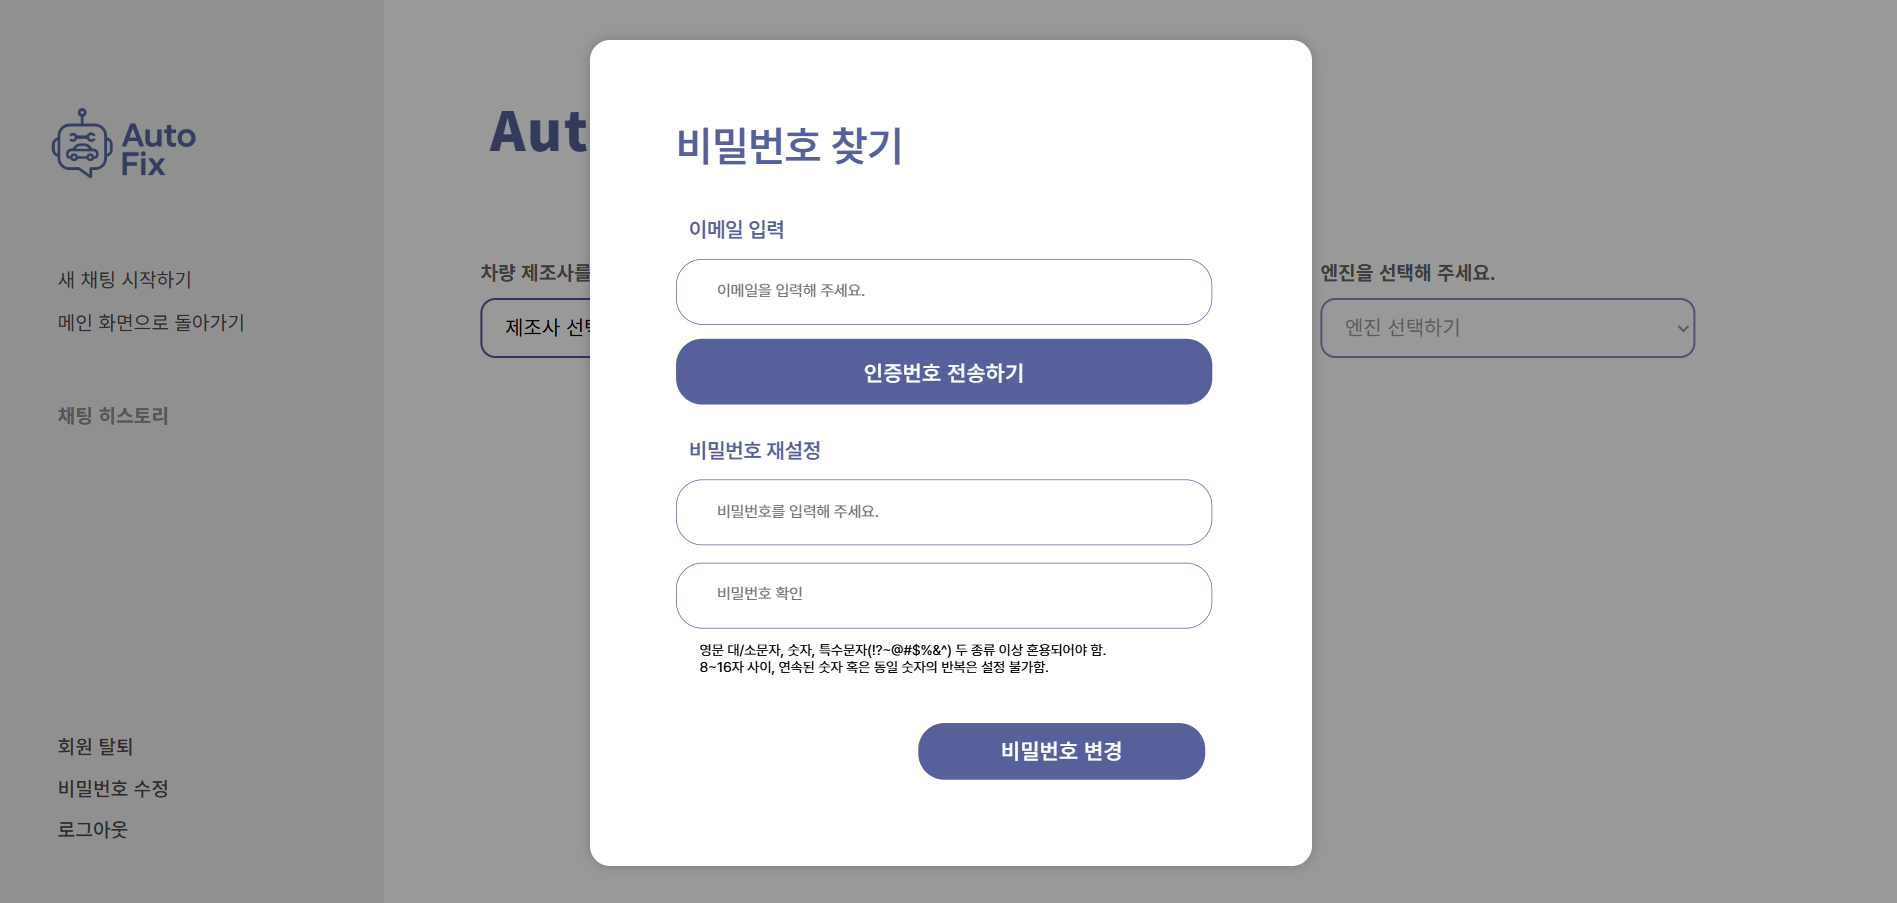 Auto
Fix
새 채팅 시작하기
메인 화면으로 돌아가기
채팅 히스토리
회원 탈퇴
비밀번호 수정
로그아웃
Aut
차량 제조사를
제조사 선택
엔진을 선택해 주세요.
엔진 선택하기
비밀번호 찾기
이메일 입력
이메일을 입력해 주세요.
인증번호 전송하기
비밀번호 재설정
비밀번호를 입력해 주세요.
비밀번호 확인
영문 대/소문자, 숫자, 특수문자(!?~@#$%&^) 두 종류 이상 혼용되어야 함.
8~16자 사이, 연속된 숫자 혹은 동일 숫자의 반복은 설정 불가함.
비밀번호 변경